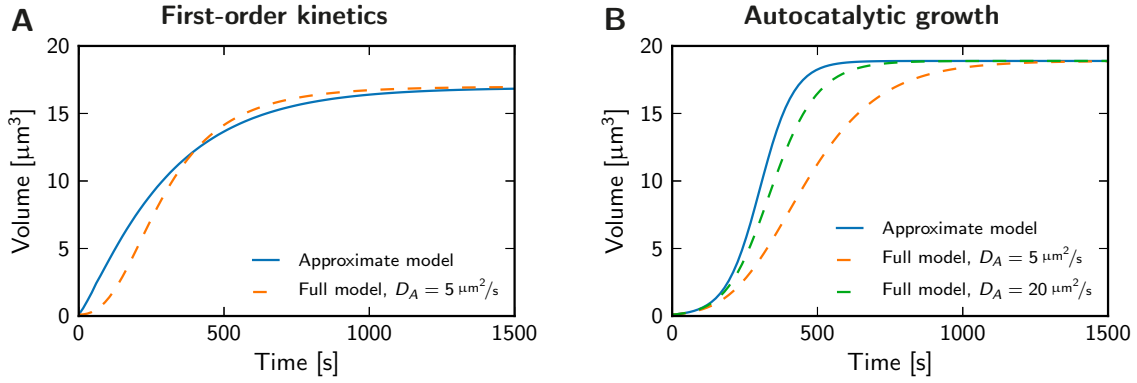 A
First-order kinetics
20
15
10
5
0
Volume [μm³]
0
500
1000
1500
Time [s]
Approximate model
Full model, D_A = 5 μm²/s
B
Autocatalytic growth
20
15
10
5
0
Volume [μm³]
0
500
1000
1500
Time [s]
Approximate model
Full model, D_A = 5 μm²/s
Full model, D_A = 20 μm²/s